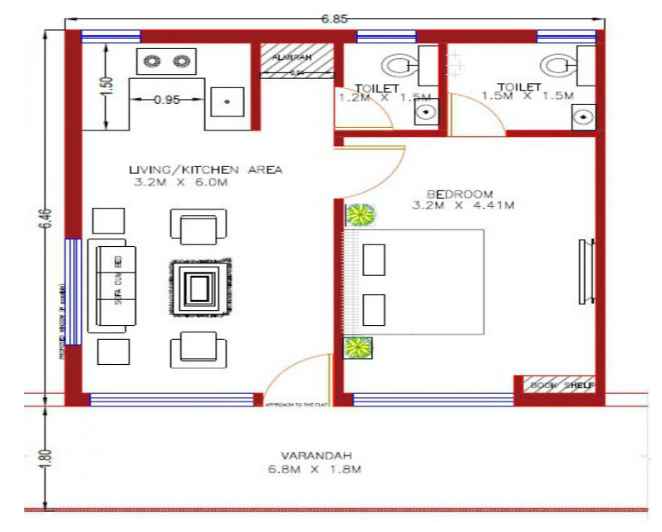 6.85
ALMIRAH
TOILET
1.2M X 1.5M
TOILET
1.5M X 1.5M
1.50
0.95
LIVING/KITCHEN AREA
3.2M X 6.0M
BEDROOM
3.2M X 4.41M
6.46
SOFA CUM BED
PROPOSED WINDOW
BOOK SHELF
APPROACH TO THE FLAT
VARANDAH
6.8M X 1.8M
1.80